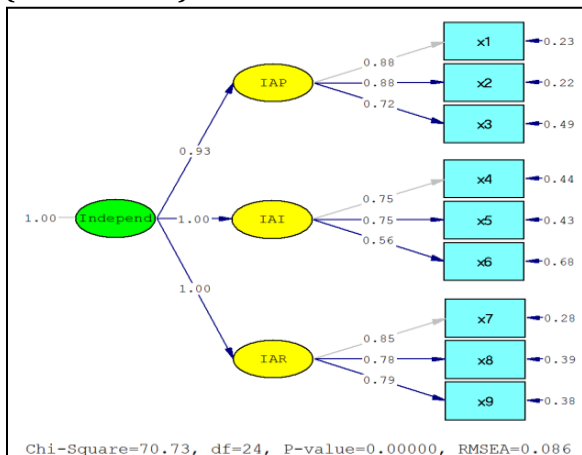 x1
0.23
0.88
IAP
0.88
x2
0.22
0.72
x3
0.49
0.93
x4
0.44
0.75
1.00
Independ
1.00
IAI
0.75
x5
0.43
0.56
x6
0.68
1.00
x7
0.28
0.85
IAR
0.78
x8
0.39
0.79
x9
0.38
Chi-Square=70.73, df=24, P-value=0.00000, RMSEA=0.086